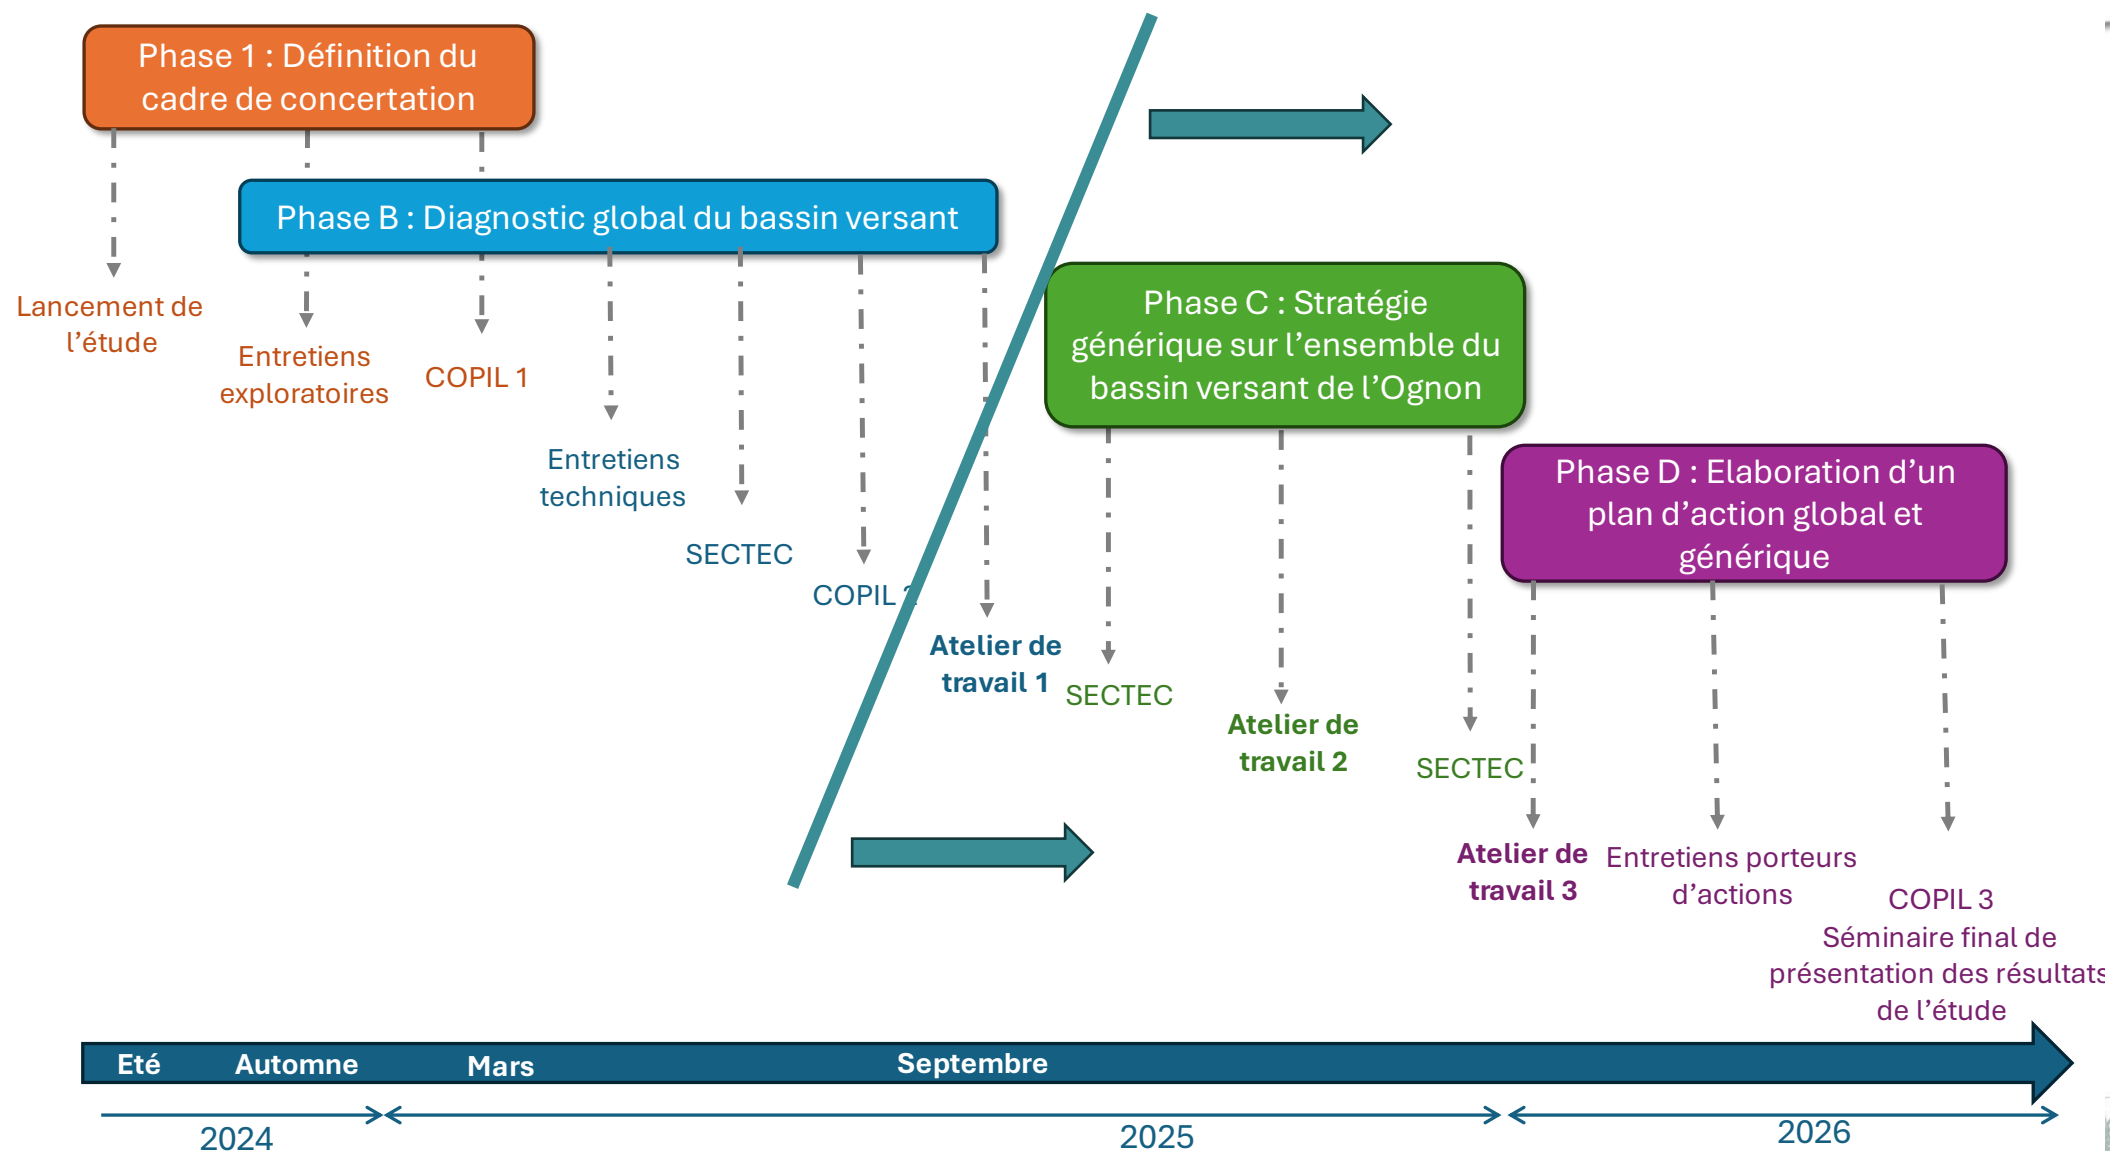 Phase 1 : Définition du
cadre de concertation
Phase B : Diagnostic global du bassin versant
Phase C : Stratégie
générique sur l’ensemble du
bassin versant de l’Ognon
Phase D : Elaboration d’un
plan d’action global et
générique
Lancement de
l’étude
Entretiens
exploratoires
COPIL 1
Entretiens
techniques
SECTEC
COPIL 2
Atelier de
travail 1
SECTEC
Atelier de
travail 2
SECTEC
Atelier de
travail 3
Entretiens porteurs
d’actions
COPIL 3
Séminaire final de
présentation des résultats
de l’étude
Eté
Automne
Mars
Septembre
2024
2025
2026